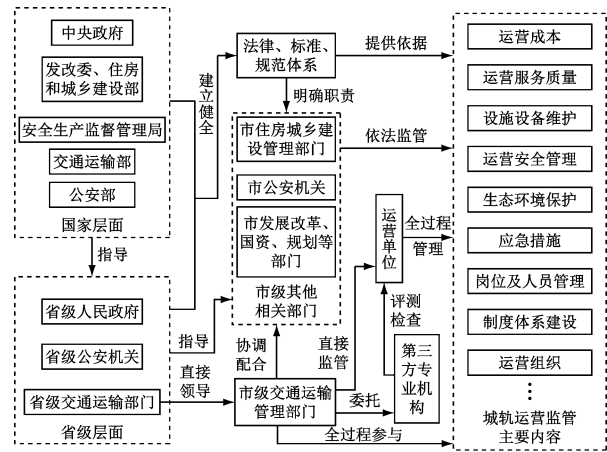 中央政府
发改委、住房
和城乡建设部
安全生产监督管理局
交通运输部
公安部
国家层面
指导
省级人民政府
省级公安机关
省级交通运输部门
省级层面
建立健全
指导
直接
领导
法律、标准、
规范体系
明确职责
市住房城乡建
设管理部门
市公安机关
市发展改革、
国资、规划等
部门
市级其他
相关部门
协调
配合
市级交通运输
管理部门
提供依据
依法监管
运营单位
全过程
管理
直接
监管
评测
检查
第三
方专
业机
构
委托
全过程参与
运营成本
运营服务质量
设施设备维护
运营安全管理
生态环境保护
应急措施
岗位及人员管理
制度体系建设
运营组织
城轨运营监管
主要内容